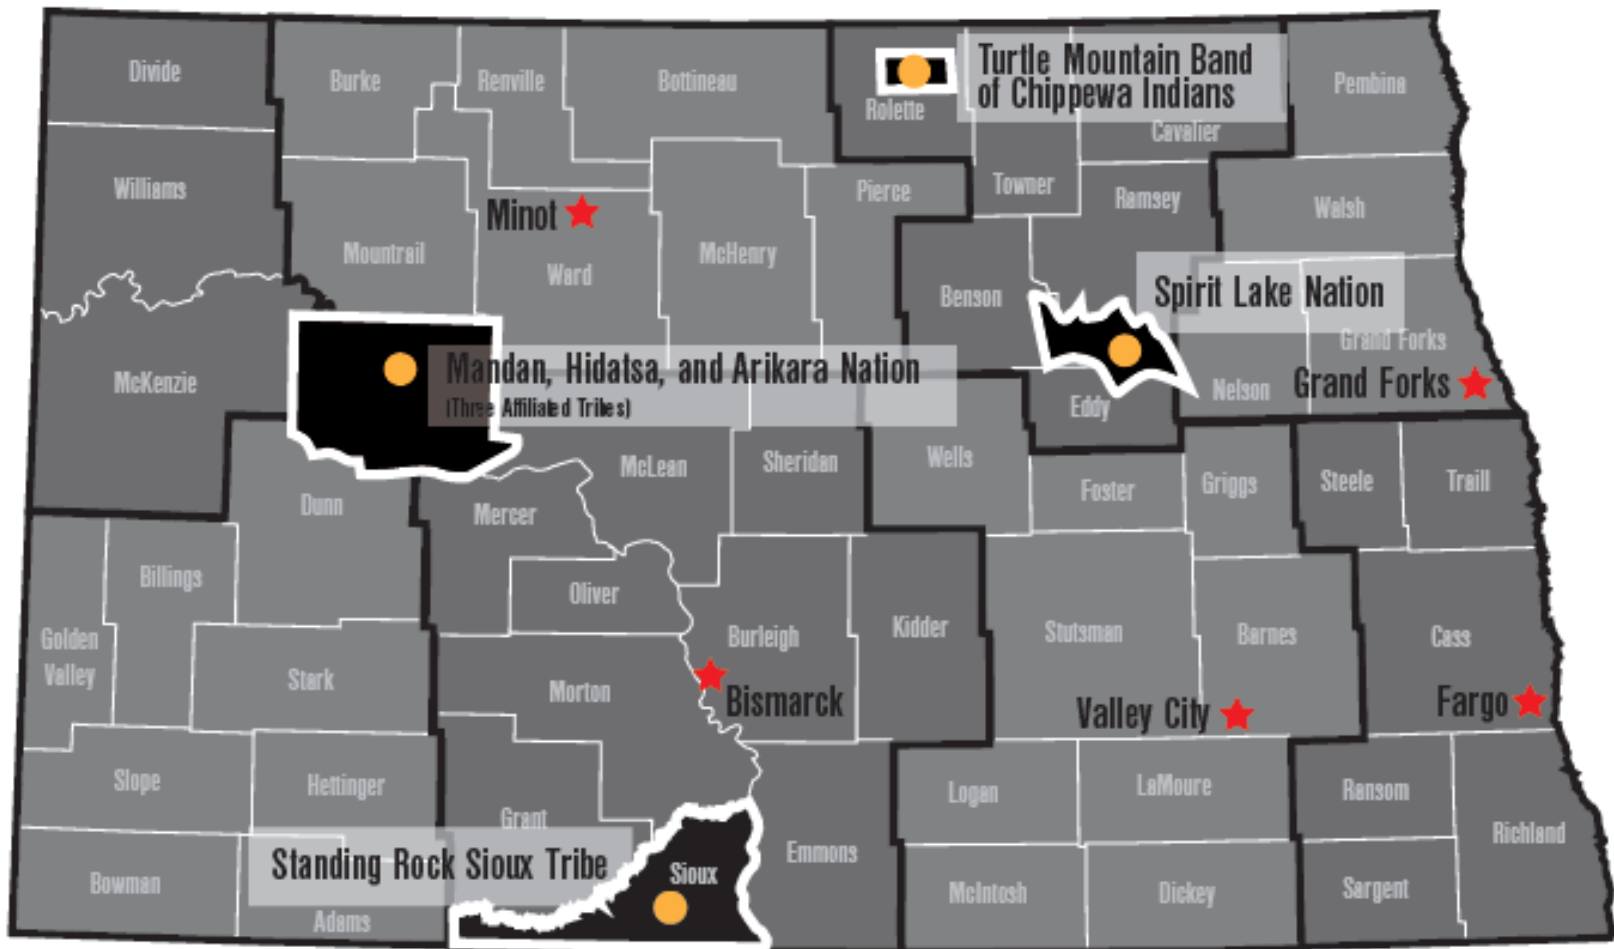 Divide
Burke
Renville
Bottineau
Turtle Mountain Band
of Chippewa Indians
Pembina
Rolette
Cavalier
Williams
Towner
Ramsey
Pierce
Walsh
Minot
Mountrail
McHenry
Ward
Benson
Spirit Lake Nation
Grand Forks
McKenzie
Mandan, Hidatsa, and Arikara Nation
(Three Affiliated Tribes)
Nelson
Grand Forks
Eddy
McLean
Sheridan
Wells
Foster
Griggs
Steele
Traill
Dunn
Mercer
Billings
Oliver
Golden
Valley
Burleigh
Kidder
Stutsman
Barnes
Cass
Stark
Morton
Bismarck
Valley City
Fargo
Slope
Hettinger
Logan
LaMoure
Ransom
Grant
Richland
Standing Rock Sioux Tribe
Sioux
Emmons
Bowman
Adams
McIntosh
Dickey
Sargent